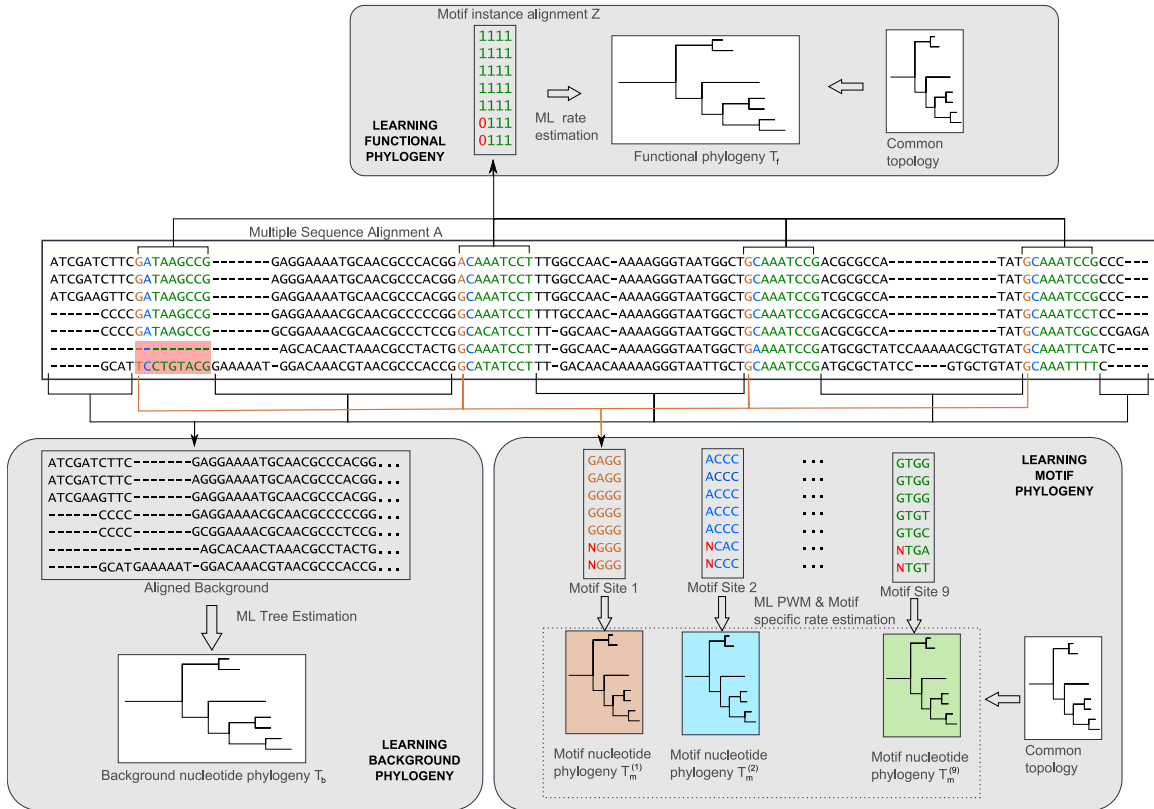 Motif instance alignment Z
1111
1111
1111
1111
1111
0111
0111
LEARNING
FUNCTIONAL
PHYLOGENY
ML rate
estimation
Functional phylogeny Tf
Common
topology
Multiple Sequence Alignment A
ATCGATCTTCGATAAGCCG-------GAGGAAAATGCAACGCCCACGGACAAATCCTTTGGCCAAC-AAAAGGGTAATGGCTGCAAATCCGACGCGCCA------------TATGCAAATCCGCCC---
ATCGATCTTCGATAAGCCG-------AGGGAAAATGCAACGCCCACGGACAAATCCTTTGGCCAAC-AAAAGGGTAATGGCTGCAAATCCGACGCGCCA------------TATGCAAATCCGCCC---
ATCGAAGTTCGATAAGCCG-------GAGGAAAATGCAACGCCCACGGGCAAATCCTTTGGCCAAC-AAAAGGGTAATGGCTGCAAATCCGTCGCGCCA------------TATGCAAATCCGCCC---
-----CCCCGATAAGCCG-------GAGGAAAACGCAACGCCCCCGGGCAAATCCTTTTGCCAAC-AAAAGGGTAATGGCTGCAAATCCGACGCGCCA------------TATGCAAATCCTCC----
-----CCCCGATAAGCCG-------GCGGAAAACGCAACGCCCTCCGGCACATCCTTT-GGCCAAC-AAAAGGGTAATGGCTGCAAATCCGACGCGCCA------------TATGCAAATCGCCCGAGA
-------------------------AGCACAACTAAACGCCTACTGGCAAATCCTTT-GGCAAC-AAAAGGGTAATGGCTGAAAATCCGATGCGCTATCCAAAAACGCTGTATGCAAATTCATC---
-----GCATTCCTGTACGGAAAAAT-GGACAAACGTAACGCCCACCGGCATATCCTTT-GACAACAAAAAGGGTAATTGCTGCAAATCCGATGCGCTATCC---GTGCTGTATGCAAATTTTC----
ATCGATCTTC-------GAGGAAAATGCAACGCCCACGG...
ATCGATCTTC-------AGGGAAAATGCAACGCCCACGG...
ATCGAAGTTC-------GAGGAAAATGCAACGCCCACGG...
-----CCCC-------GAGGAAAACGCAACGCCCCCGG...
-----CCCC-------GCGGAAAACGCAACGCCCTCCG...
----------------AGCACAACTAAACGCCTACTG...
-----GCATGAAAAAT-GGACAAACGTAACGCCCACCG...
Aligned Background
ML Tree Estimation
Background nucleotide phylogeny Tb
LEARNING
BACKGROUND
PHYLOGENY
LEARNING
MOTIF
PHYLOGENY
GAGG
GAGG
GGGG
GGGG
GGGG
NGGG
NGGG
Motif Site 1
ACCC
ACCC
ACCC
ACCC
ACCC
NCAC
NCCC
Motif Site 2
...
...
...
GTGG
GTGG
GTGG
GTGT
GTGC
NTGA
NTGT
Motif Site 9
ML PWM & Motif
specific rate estimation
Motif nucleotide
phylogeny Tm(1)
Motif nucleotide
phylogeny Tm(2)
Motif nucleotide
phylogeny Tm(9)
Common
topology